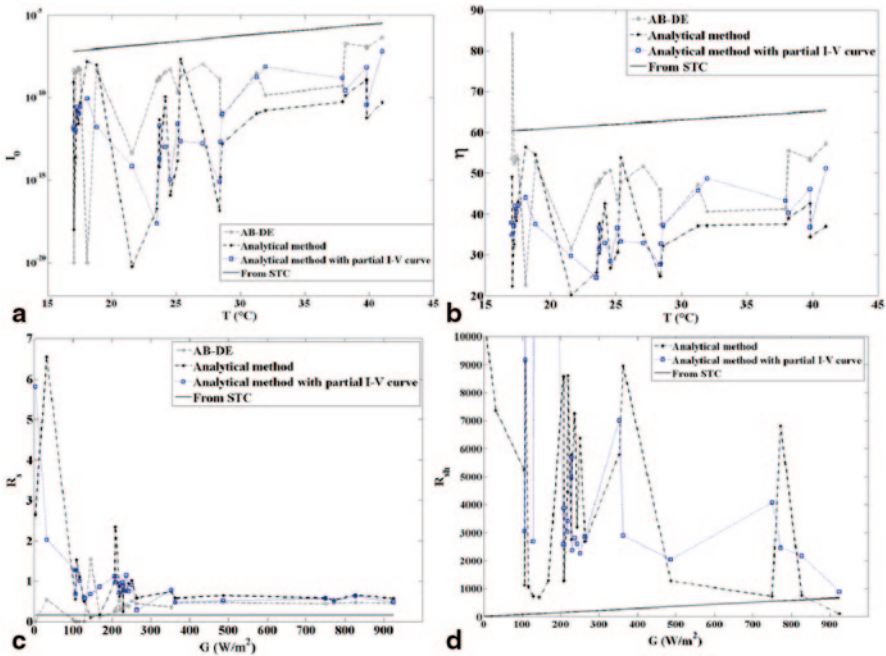 10^-5
10^-10
10^-15
10^-20
I0
AB-DE
Analytical method
Analytical method with partial I-V curve
From STC
15 20 25 30 35 40 45
T (°C)
a
90
80
70
60
50
40
30
20
η
AB-DE
Analytical method
Analytical method with partial I-V curve
From STC
15 20 25 30 35 40 45
T (°C)
b
7
6
5
4
3
2
1
0
Rs
AB-DE
Analytical method
Analytical method with partial I-V curve
From STC
0 100 200 300 400 500 600 700 800 900 1000
G (W/m²)
c
10000
9000
8000
7000
6000
5000
4000
3000
2000
1000
0
Rsh
Analytical method
Analytical method with partial I-V curve
From STC
0 100 200 300 400 500 600 700 800 900 1000
G (W/m²)
d